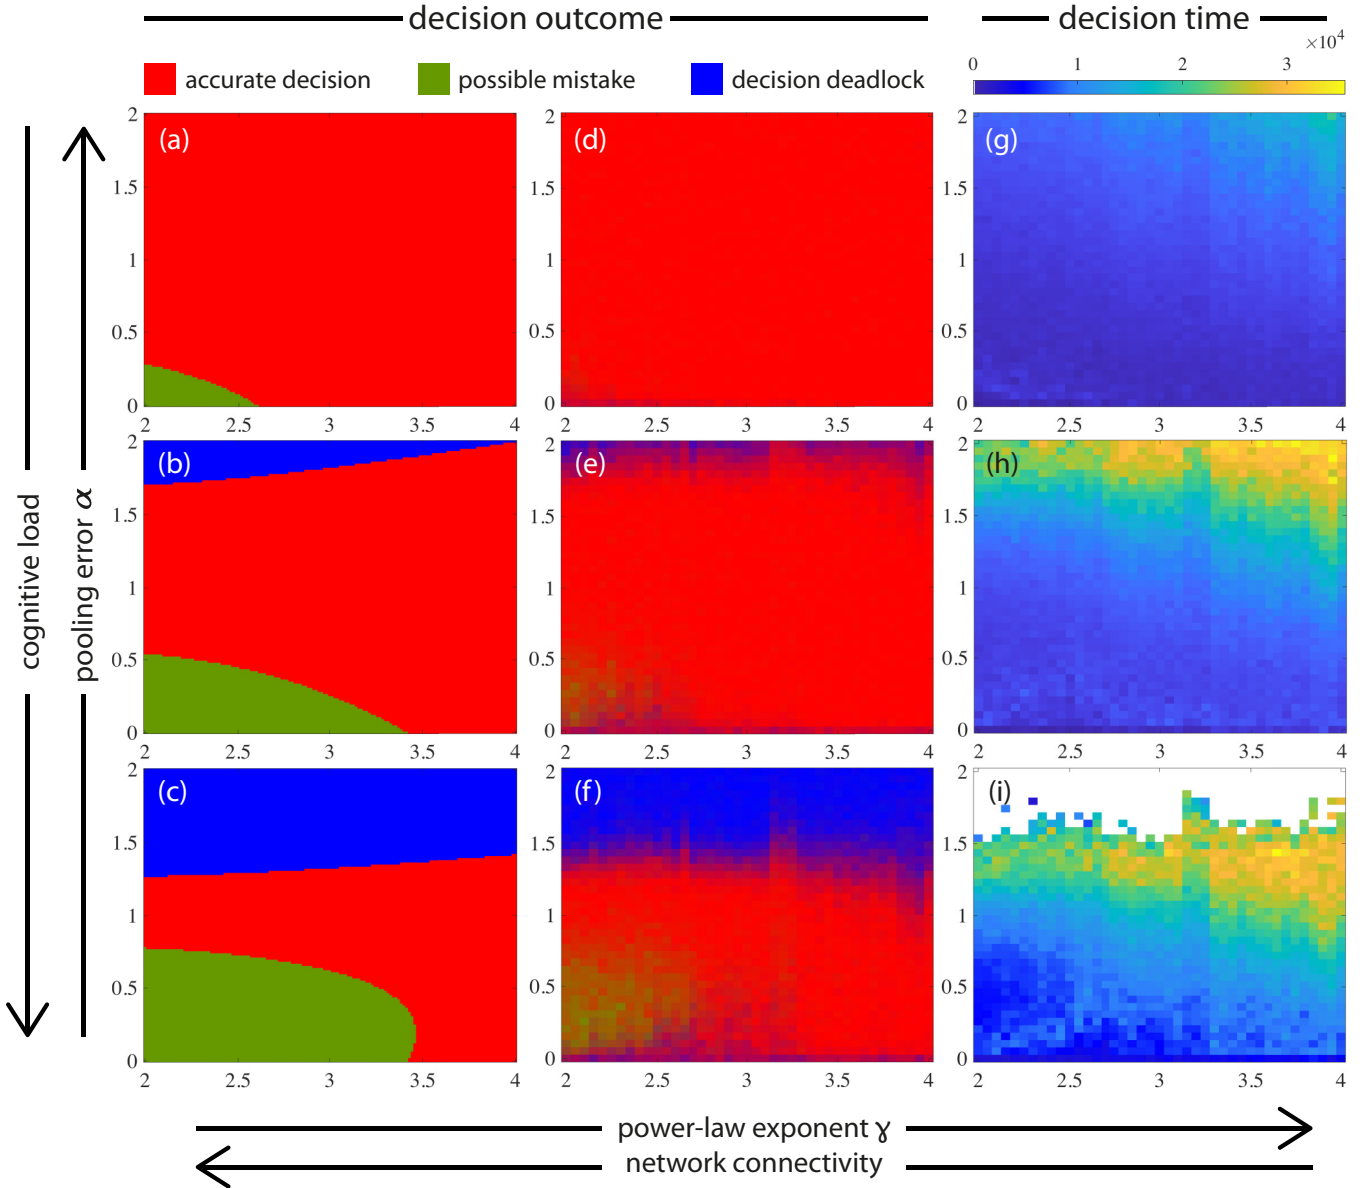 decision outcome
decision time
×10⁴
0 1 2 3
accurate decision
possible mistake
decision deadlock
cognitive load
pooling error α
(a)
2
1.5
1
0.5
0
2 2.5 3 3.5 4
(d)
2
1.5
1
0.5
0
2 2.5 3 3.5 4
(g)
2
1.5
1
0.5
0
2 2.5 3 3.5 4
(b)
2
1.5
1
0.5
0
2 2.5 3 3.5 4
(e)
2
1.5
1
0.5
0
2 2.5 3 3.5 4
(h)
2
1.5
1
0.5
0
2 2.5 3 3.5 4
(c)
2
1.5
1
0.5
0
2 2.5 3 3.5 4
(f)
2
1.5
1
0.5
0
2 2.5 3 3.5 4
(i)
2
1.5
1
0.5
0
2 2.5 3 3.5 4
power-law exponent γ
network connectivity